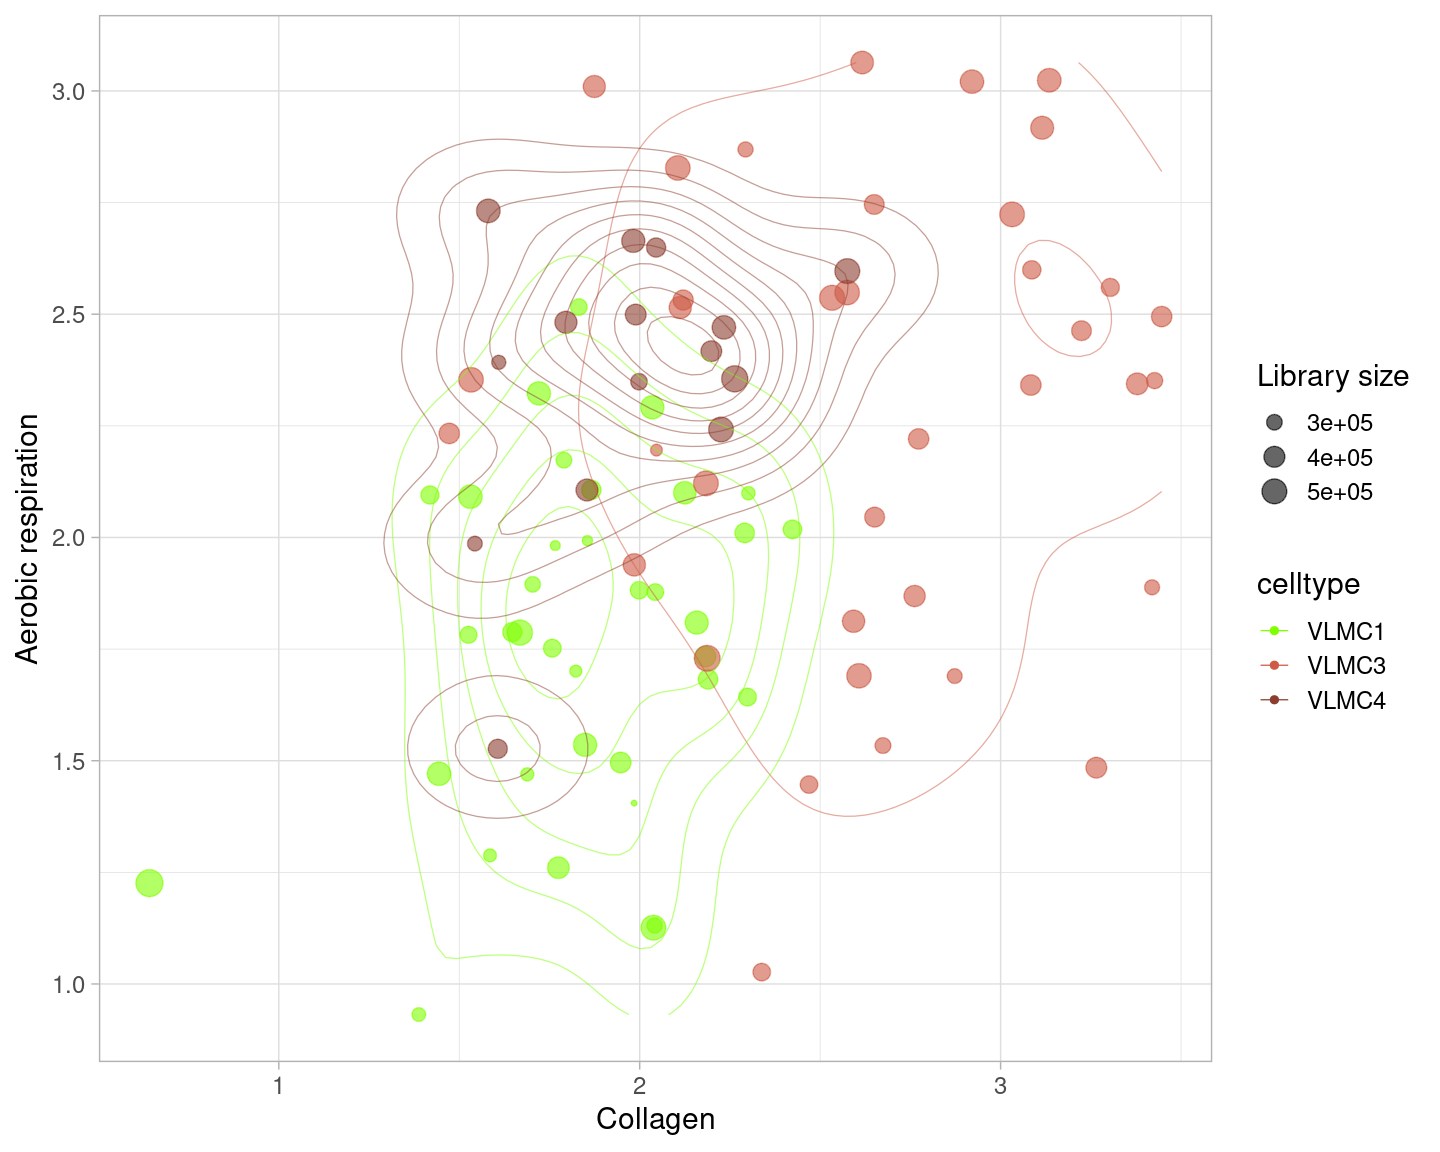 3.0
2.5
2.0
1.5
1.0
Aerobic respiration
1
2
3
Collagen
Library size
3e+05
4e+05
5e+05
celltype
VLMC1
VLMC3
VLMC4